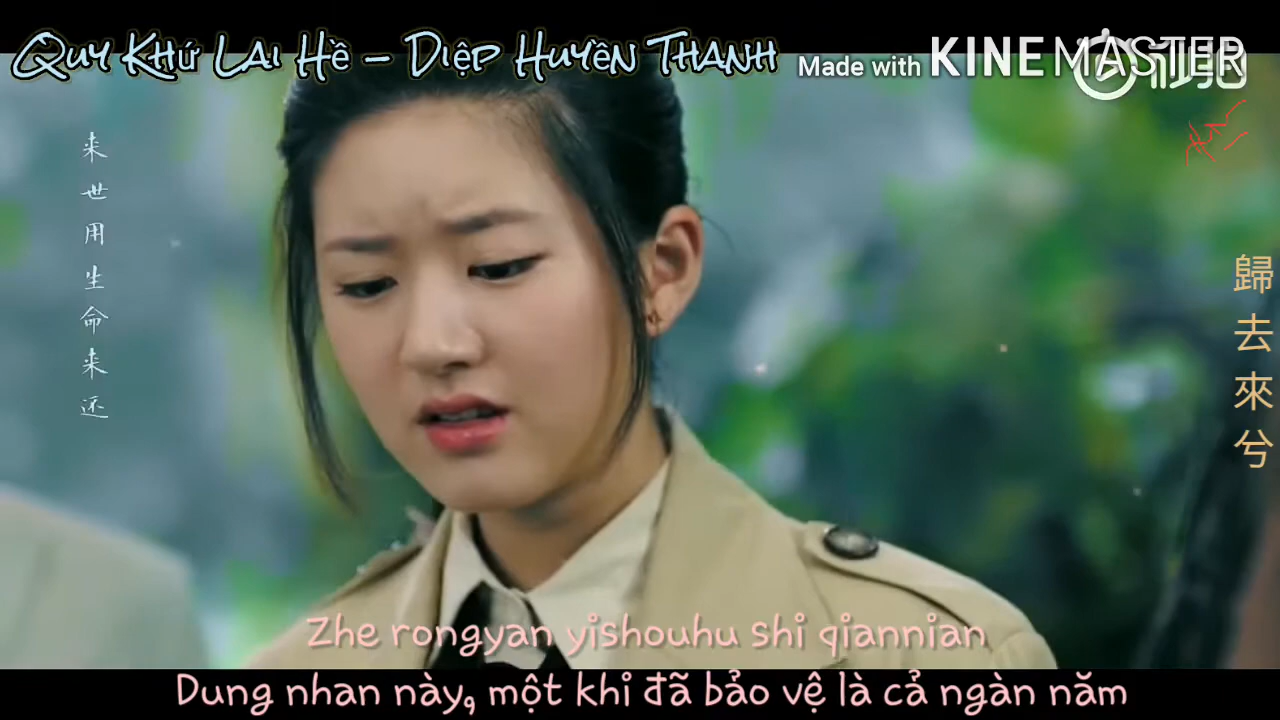 Quy Khứ Lai Hề – Diệp Huyền Thanh
Made with KINEMASTER
来世用生命来还
歸去來兮
Zhe rongyan yishouhu shi qiannian
Dung nhan này, một khi đã bảo vệ là cả ngàn năm